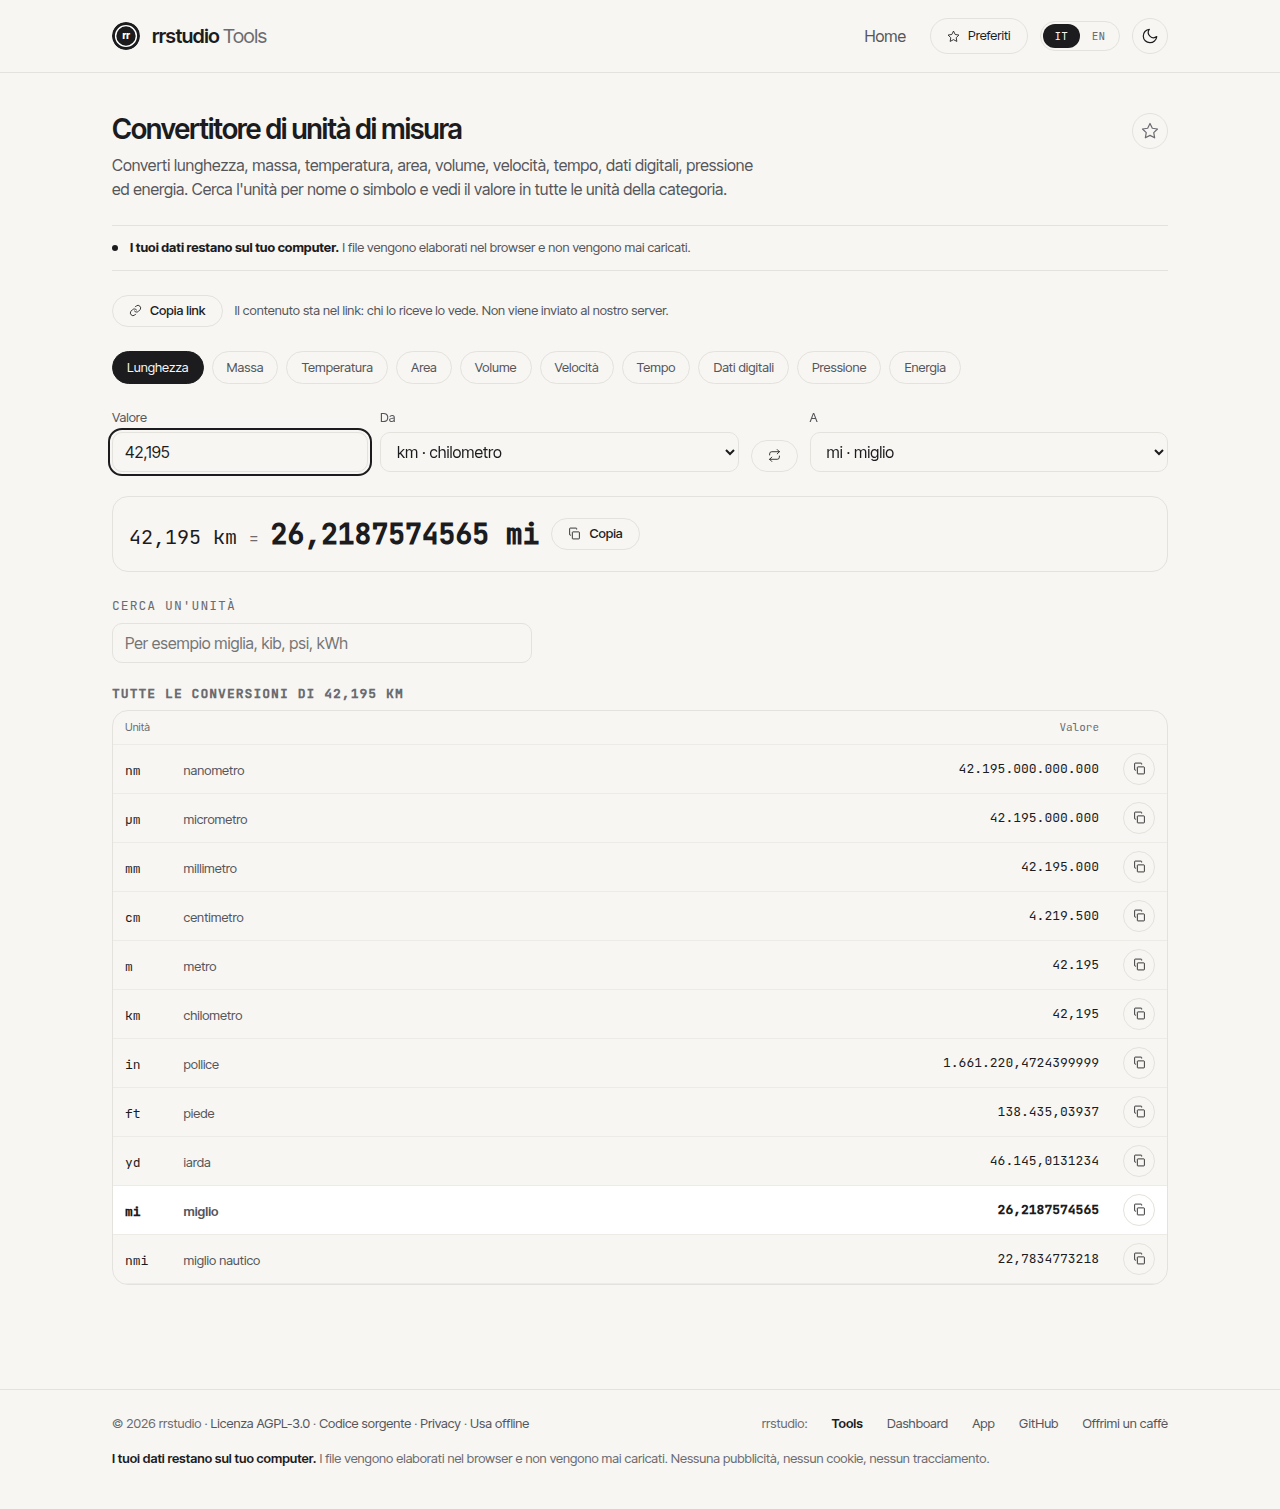 rr rrstudio Tools
Home
Preferiti
IT EN
Convertitore di unità di misura
Converti lunghezza, massa, temperatura, area, volume, velocità, tempo, dati digitali, pressione
ed energia. Cerca l'unità per nome o simbolo e vedi il valore in tutte le unità della categoria.
I tuoi dati restano sul tuo computer. I file vengono elaborati nel browser e non vengono mai caricati.
Copia link Il contenuto sta nel link: chi lo riceve lo vede. Non viene inviato al nostro server.
Lunghezza Massa Temperatura Area Volume Velocità Tempo Dati digitali Pressione Energia
Valore Da A
42,195 km · chilometro mi · miglio
42,195 km = 26,2187574565 mi Copia
CERCA UN'UNITÀ
Per esempio miglia, kib, psi, kWh
TUTTE LE CONVERSIONI DI 42,195 KM
Unità Valore
nm nanometro 42.195.000.000.000
µm micrometro 42.195.000.000
mm millimetro 42.195.000
cm centimetro 4.219.500
m metro 42.195
km chilometro 42,195
in pollice 1.661.220,4724399999
ft piede 138.435,03937
yd iarda 46.145,0131234
mi miglio 26,2187574565
nmi miglio nautico 22,7834773218
© 2026 rrstudio · Licenza AGPL-3.0 · Codice sorgente · Privacy · Usa offline
rrstudio: Tools Dashboard App GitHub Offrimi un caffè
I tuoi dati restano sul tuo computer. I file vengono elaborati nel browser e non vengono mai caricati. Nessuna pubblicità, nessun cookie, nessun tracciamento.